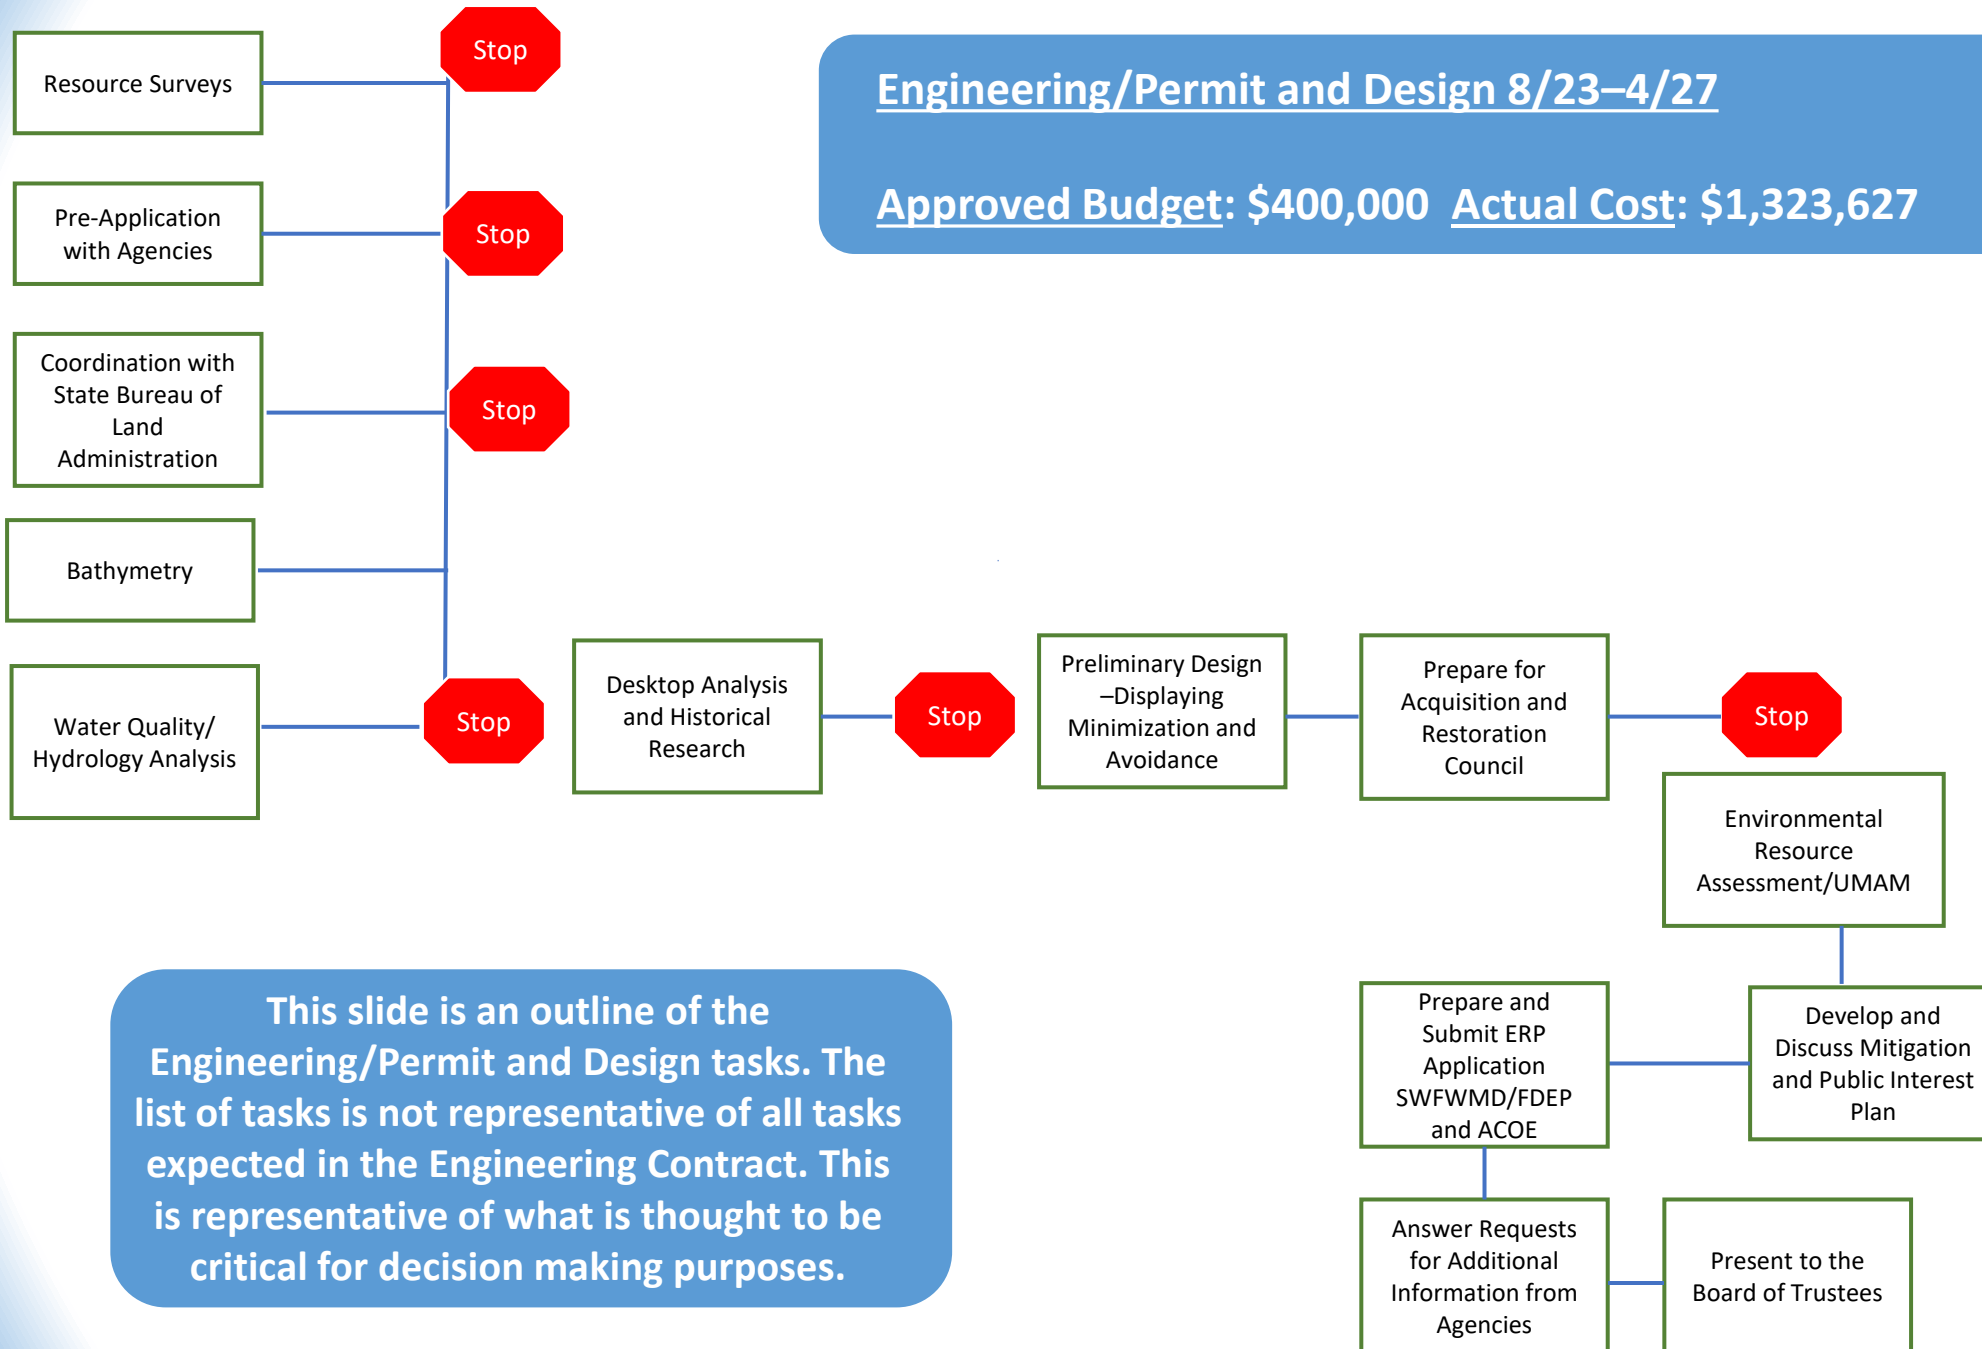 Resource Surveys
Stop
Engineering/Permit and Design 8/23–4/27
Approved Budget: $400,000 Actual Cost: $1,323,627
Pre-Application
with Agencies
Stop
Coordination with
State Bureau of
Land
Administration
Stop
Bathymetry
Water Quality/
Hydrology Analysis
Stop
Desktop Analysis
and Historical
Research
Stop
Preliminary Design
–Displaying
Minimization and
Avoidance
Prepare for
Acquisition and
Restoration
Council
Stop
Environmental
Resource
Assessment/UMAM
Develop and
Discuss Mitigation
and Public Interest
Plan
Prepare and
Submit ERP
Application
SWFWMD/FDEP
and ACOE
Answer Requests
for Additional
Information from
Agencies
Present to the
Board of Trustees
This slide is an outline of the
Engineering/Permit and Design tasks. The
list of tasks is not representative of all tasks
expected in the Engineering Contract. This
is representative of what is thought to be
critical for decision making purposes.